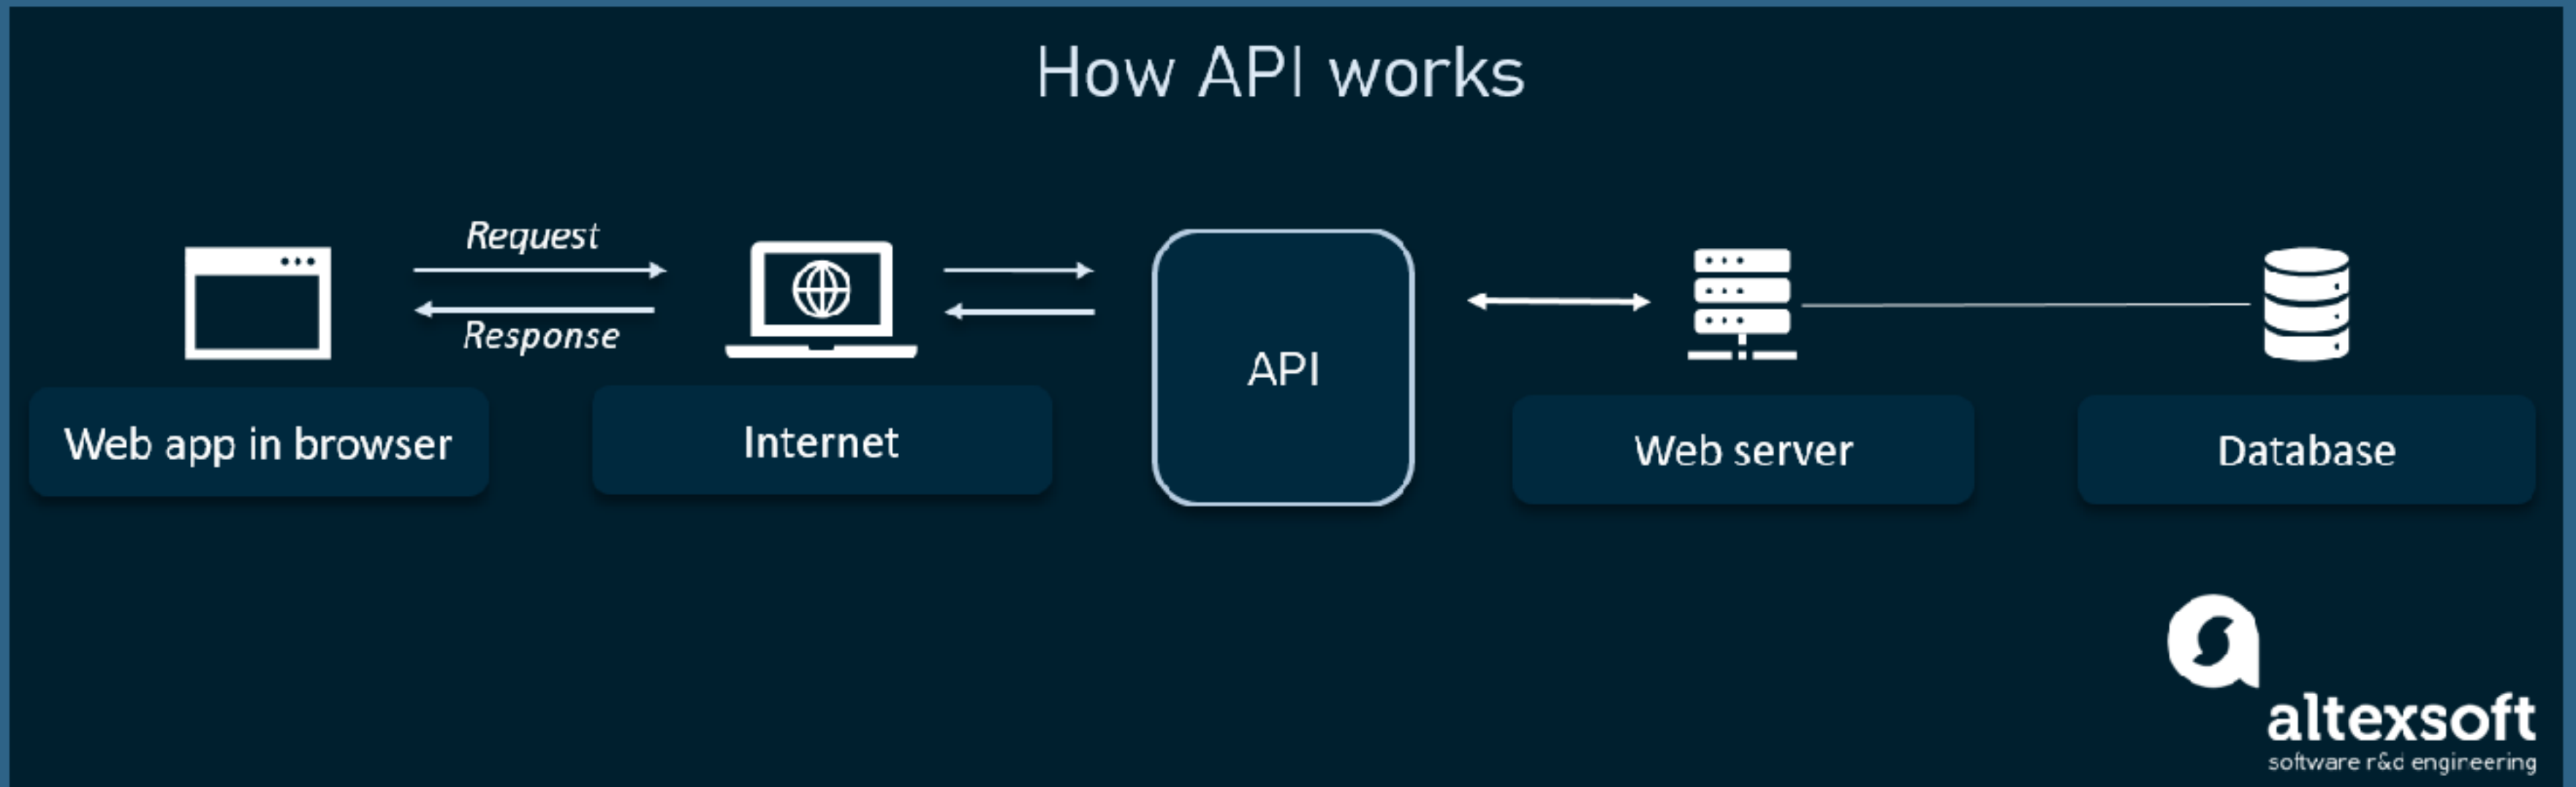 How API works
Request
Response
API
Web app in browser
Internet
Web server
Database
altexsoft
software r&d engineering